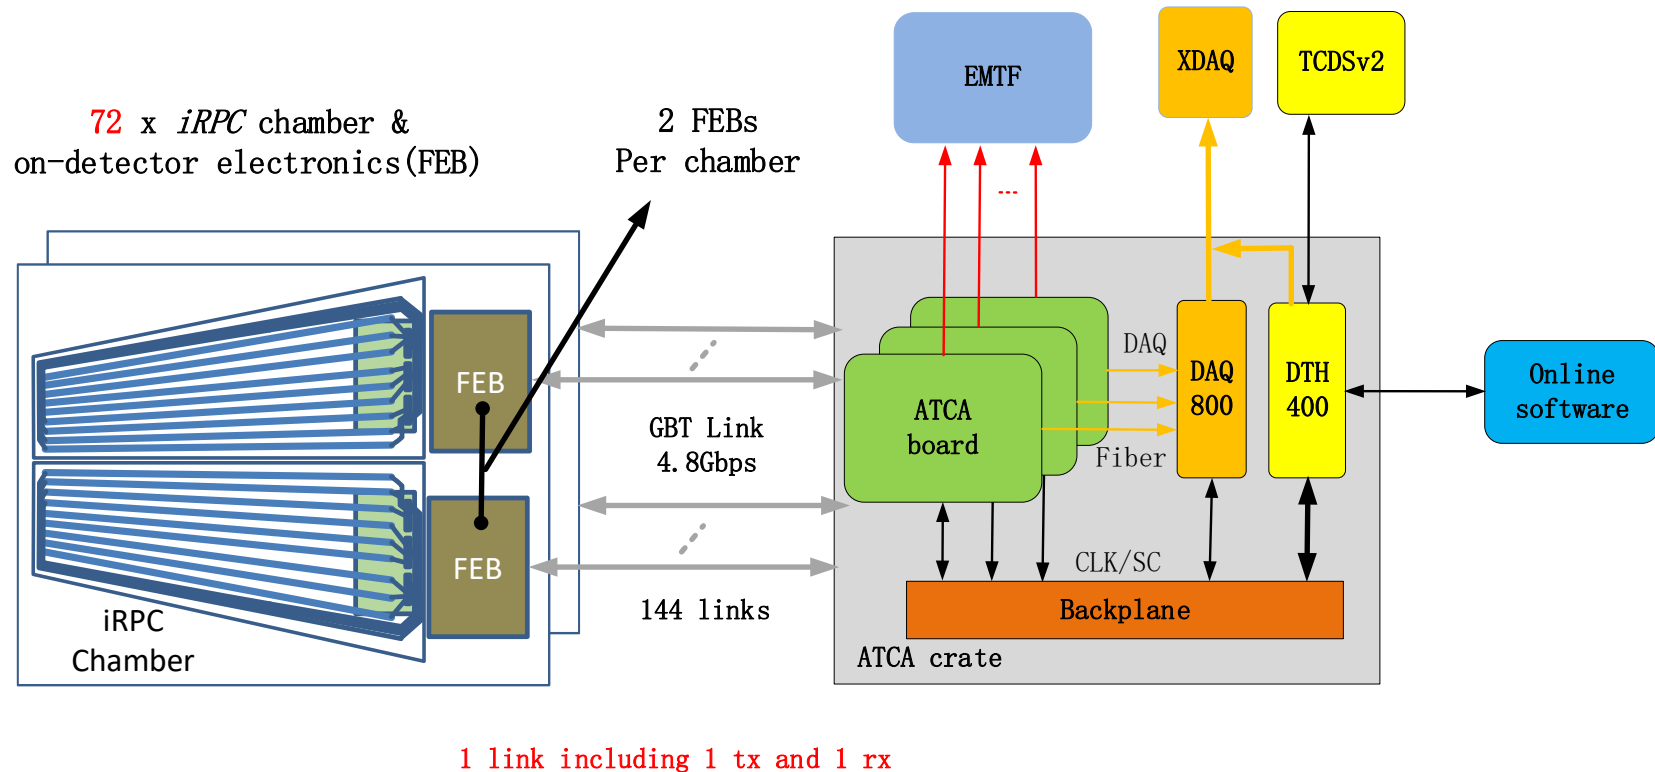 72 x iRPC chamber &
on-detector electronics(FEB)
2 FEBs
Per chamber
EMTF
XDAQ
TCDSv2
FEB
FEB
iRPC
Chamber
GBT Link
4.8Gbps
144 links
ATCA
board
DAQ
Fiber
DAQ
800
DTH
400
Online
software
CLK/SC
Backplane
ATCA crate
...
1 link including 1 tx and 1 rx